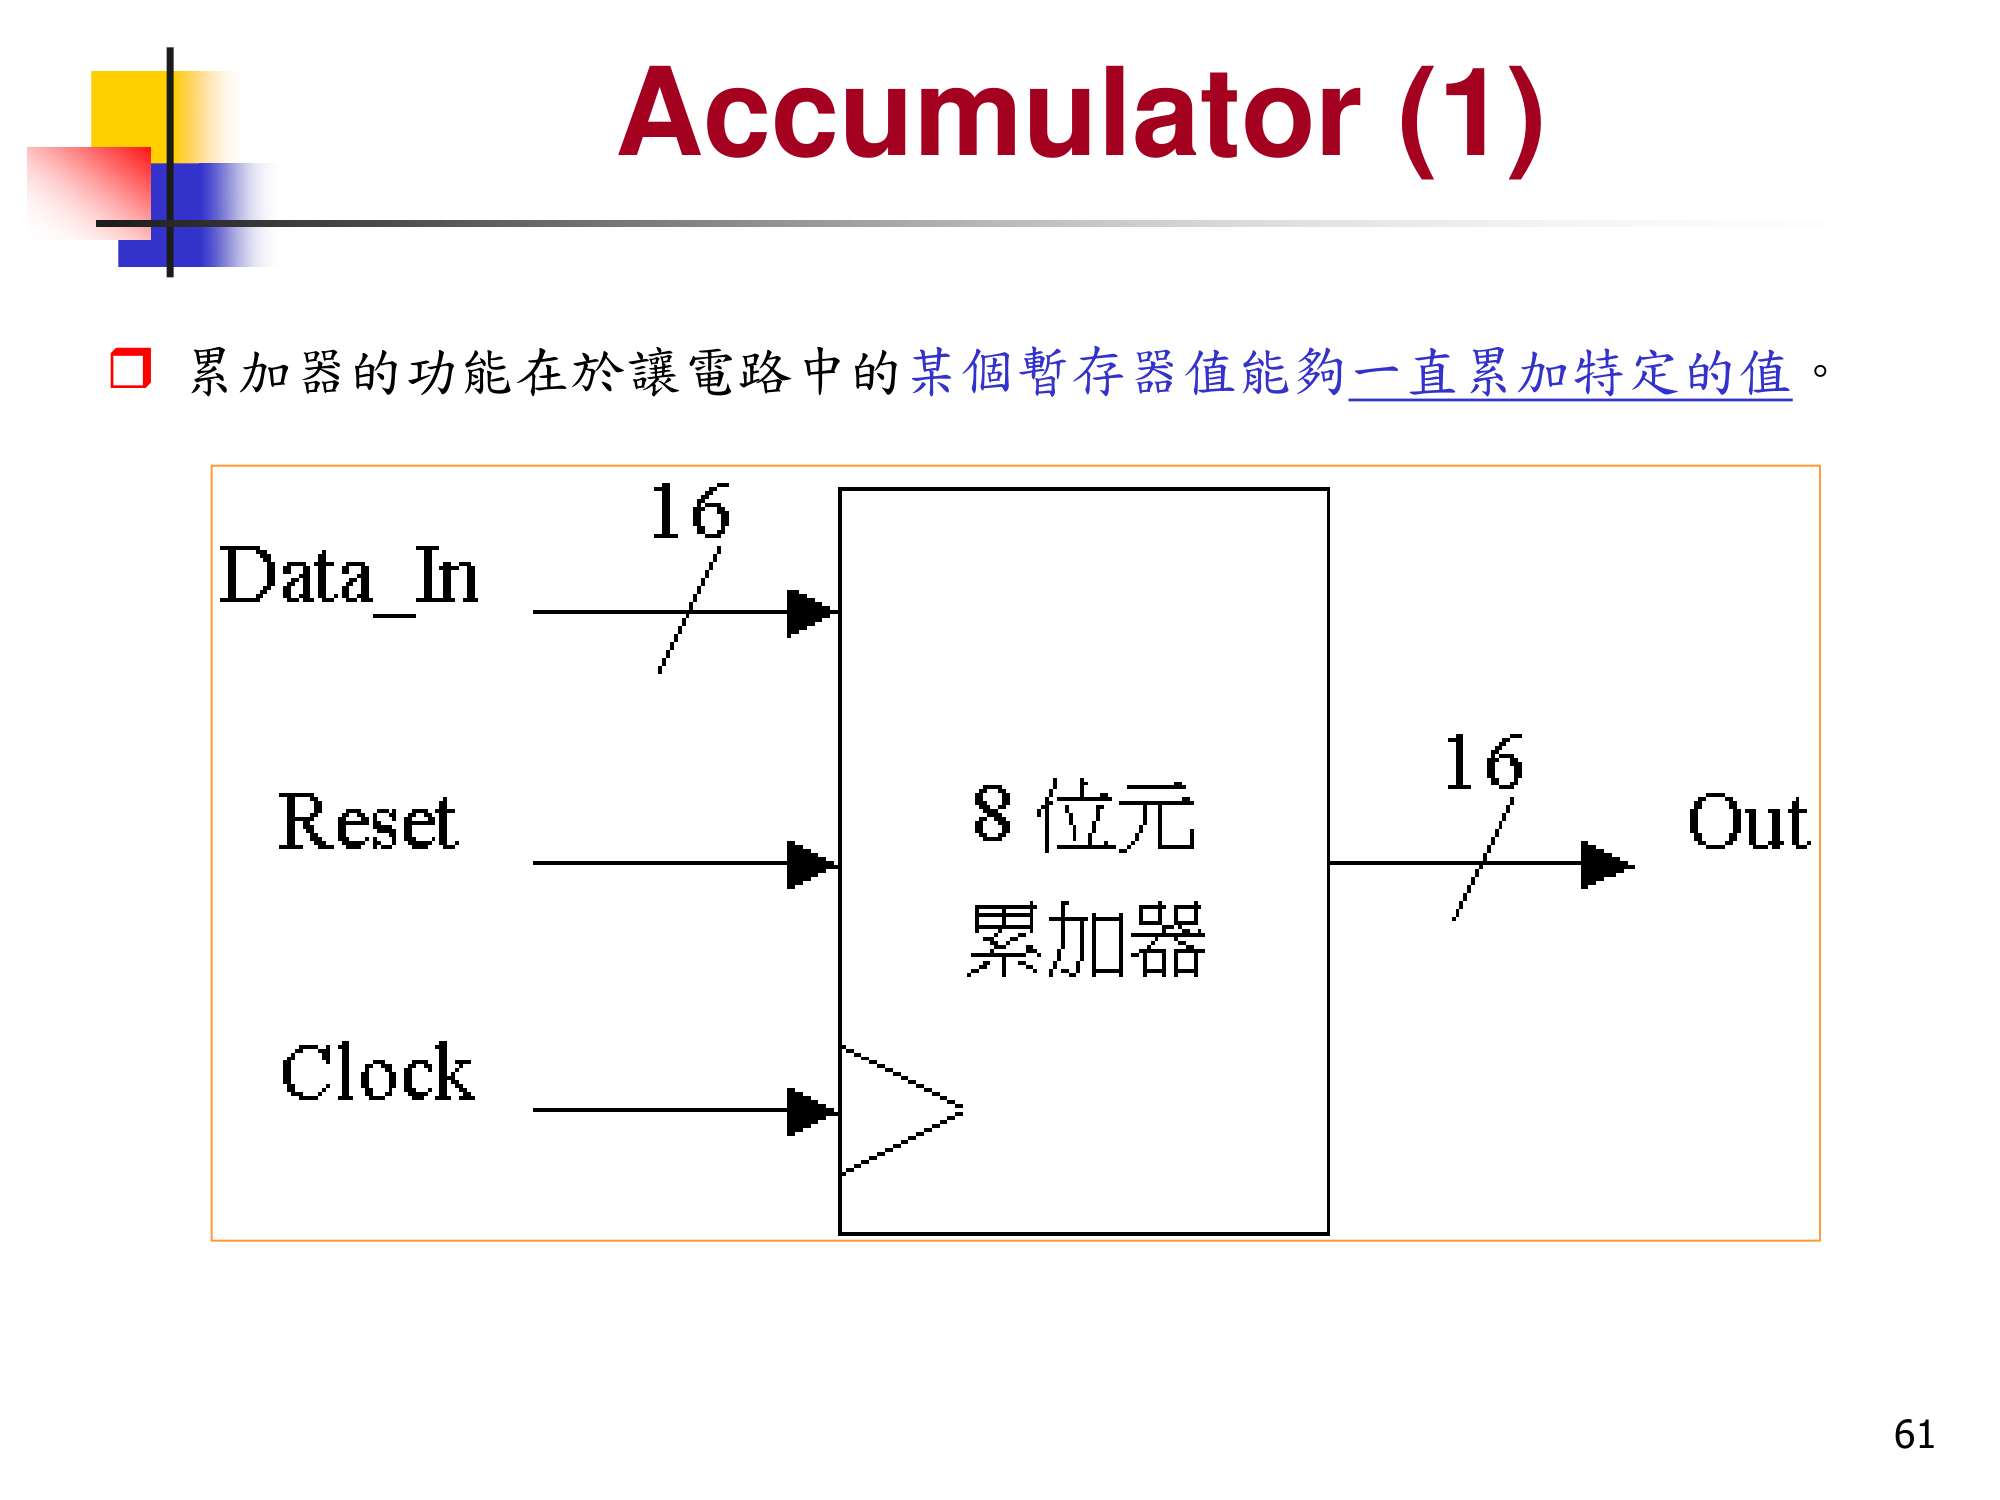 Accumulator (1)
累加器的功能在於讓電路中的某個暫存器值能夠一直累加特定的值。
16
Data_In
16
Reset
8 位元
Out
累加器
Clock
61